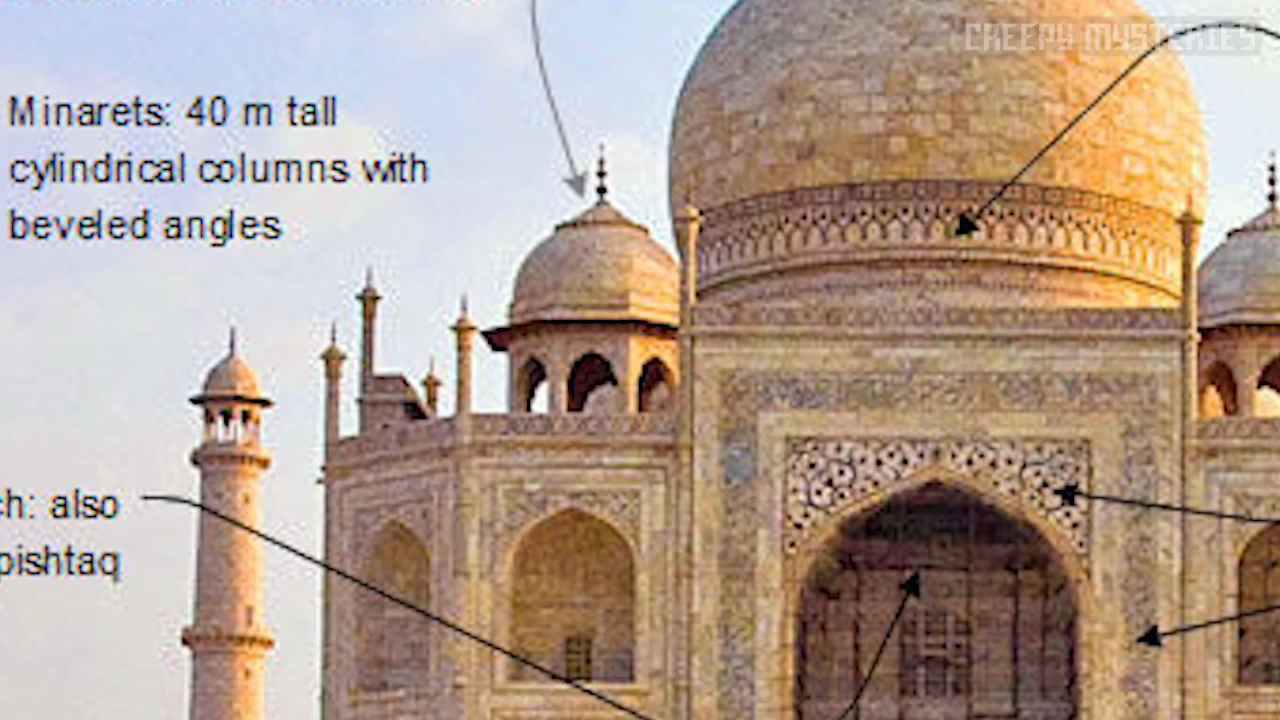 CREEPY MYSTERIES
Minarets: 40 m tall
cylindrical columns with
beveled angles
ch: also
pishtaq